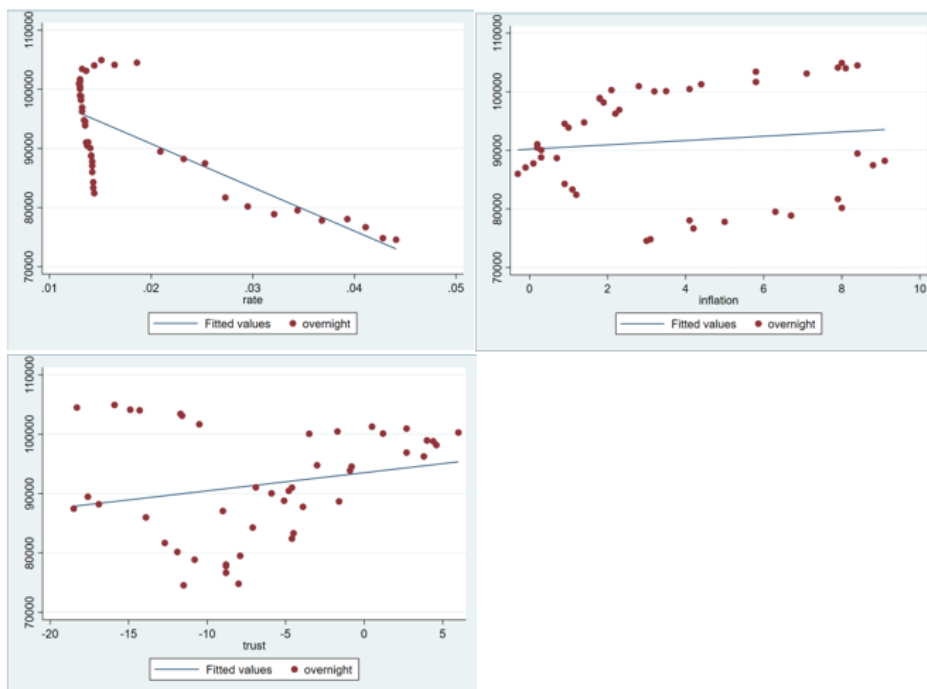 110000
100000
90000
80000
70000
.01 .02 .03 .04 .05
rate
Fitted values overnight
110000
100000
90000
80000
70000
0 2 4 6 8 10
inflation
Fitted values overnight
110000
100000
90000
80000
70000
-20 -15 -10 -5 0 5
trust
Fitted values overnight